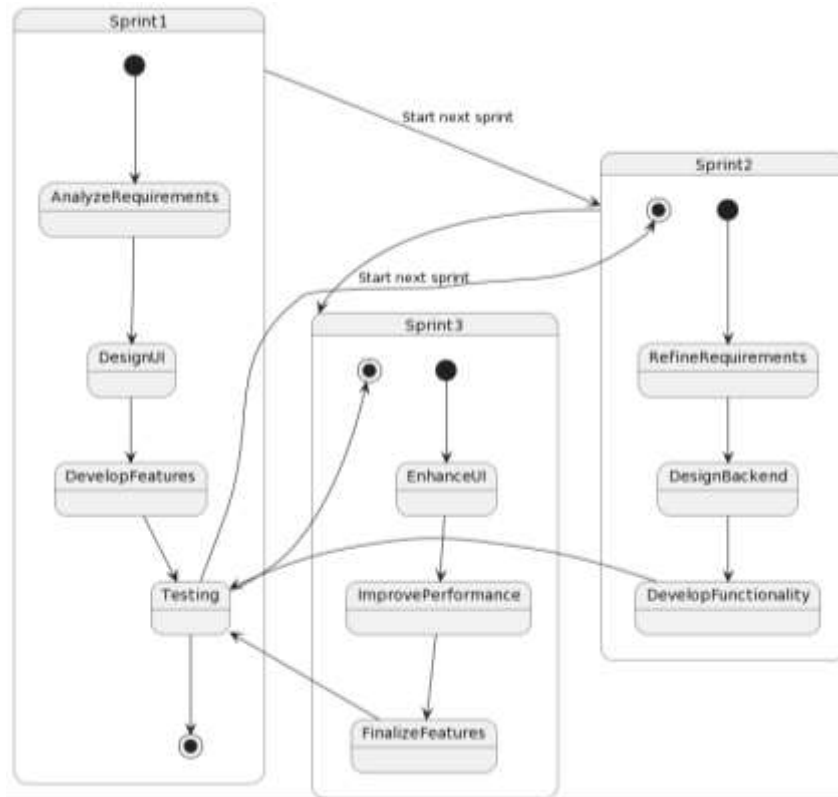 Sprint1
Start next sprint
Sprint2
AnalyzeRequirements
Start next sprint
Sprint3
DesignUI
RefineRequirements
DevelopFeatures
EnhanceUI
DesignBackend
Testing
ImprovePerformance
DevelopFunctionality
FinalizeFeatures